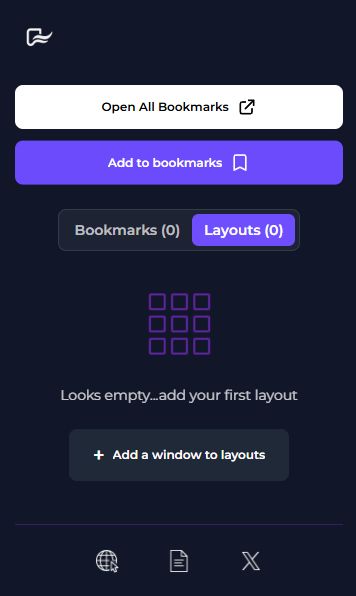 Open All Bookmarks
Add to bookmarks
Bookmarks (0) Layouts (0)
Looks empty...add your first layout
+ Add a window to layouts